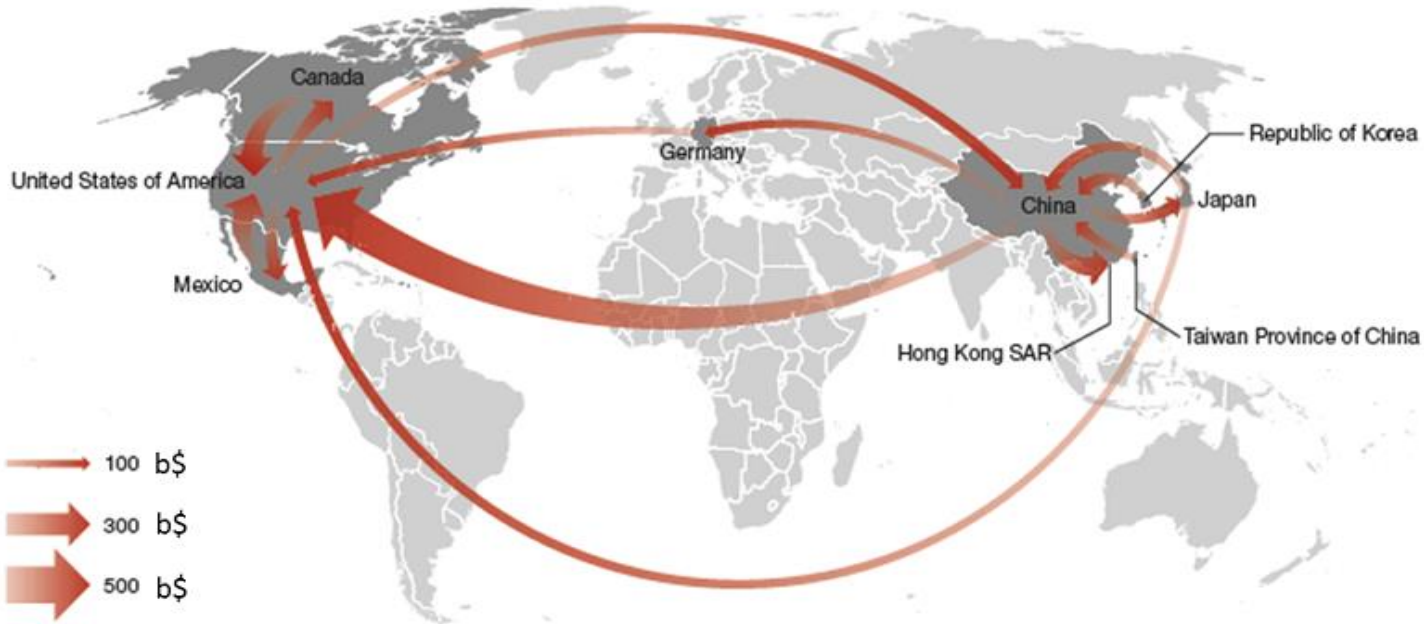 Canada
United States of America
Mexico
Germany
China
Republic of Korea
Japan
Hong Kong SAR
Taiwan Province of China
100 b$
300 b$
500 b$